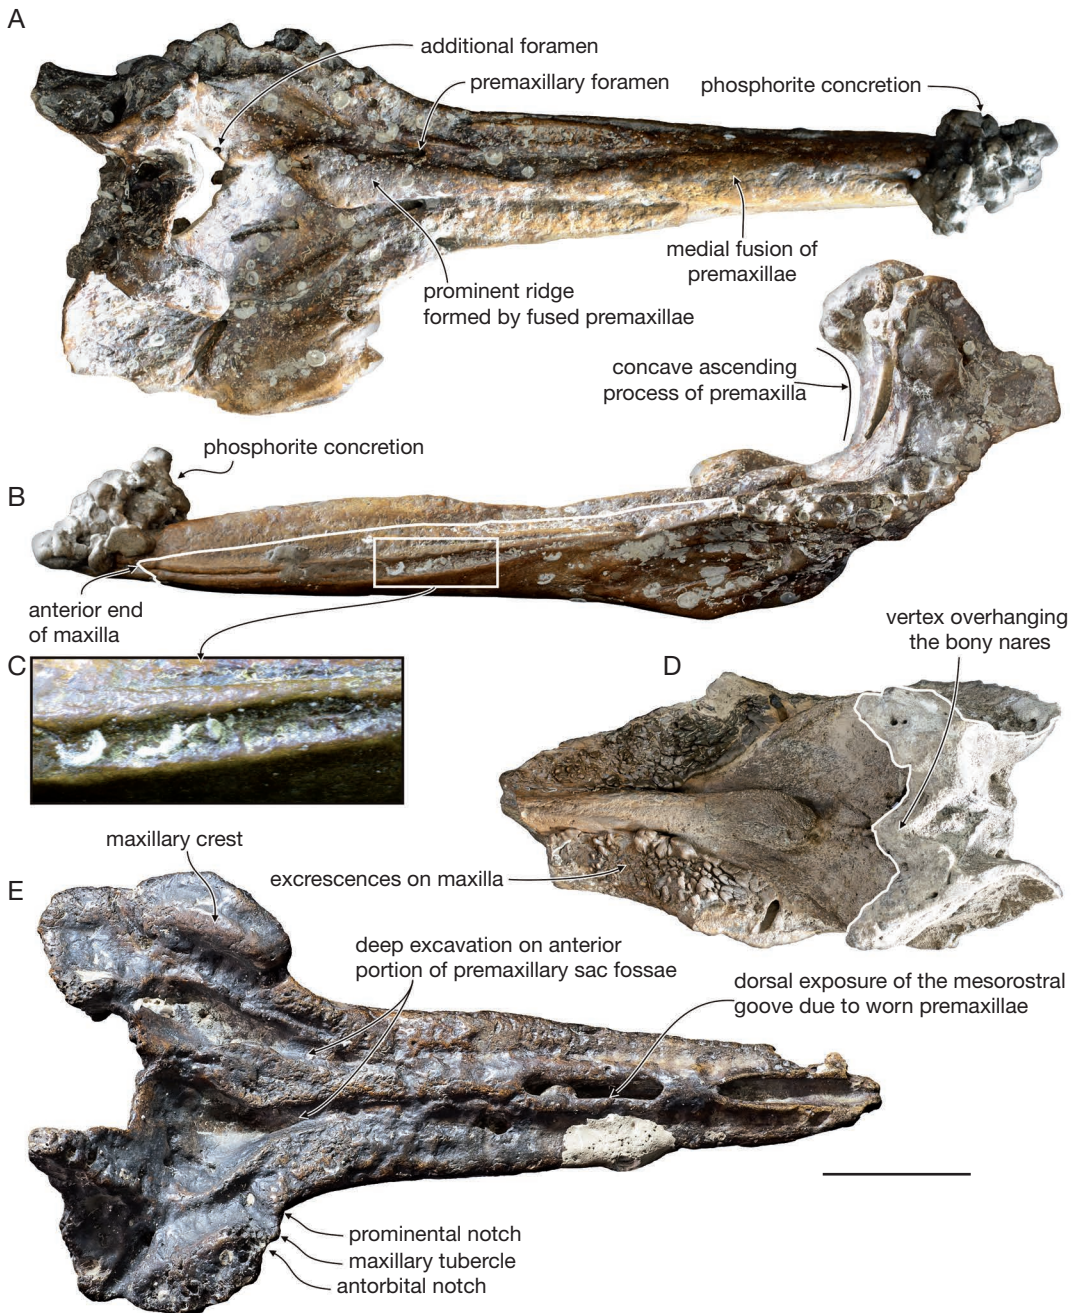 A
additional foramen
premaxillary foramen
phosphorite concretion
medial fusion of
premaxillae
prominent ridge
formed by fused premaxillae
concave ascending
process of premaxilla
phosphorite concretion
B
anterior end
of maxilla
vertex overhanging
the bony nares
C
D
maxillary crest
excrescences on maxilla
E
deep excavation on anterior
portion of premaxillary sac fossae
dorsal exposure of the mesorostral
goove due to worn premaxillae
prominental notch
maxillary tubercle
antorbital notch